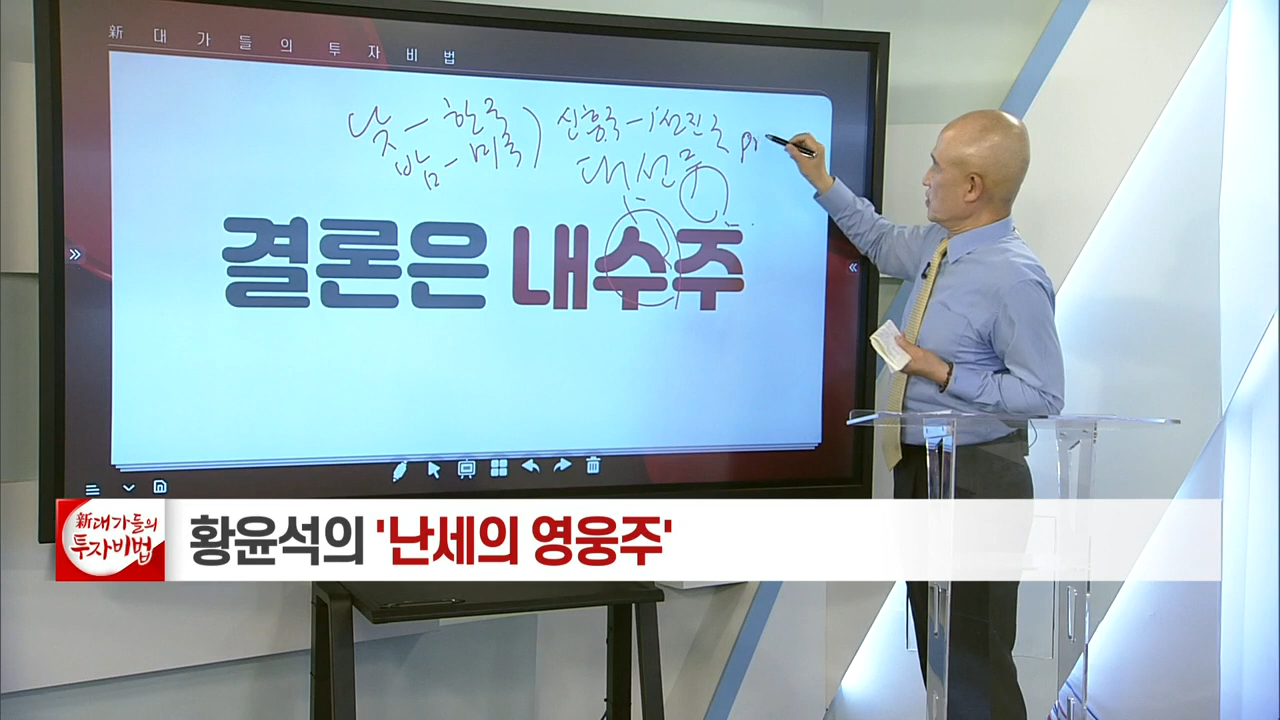 新 대가들의 투자비법
낮 - 한국
밤 - 미국
신흥국 - 선진국
대선주
결론은 내수주
新대가들의
투자비법
황윤석의 '난세의 영웅주'